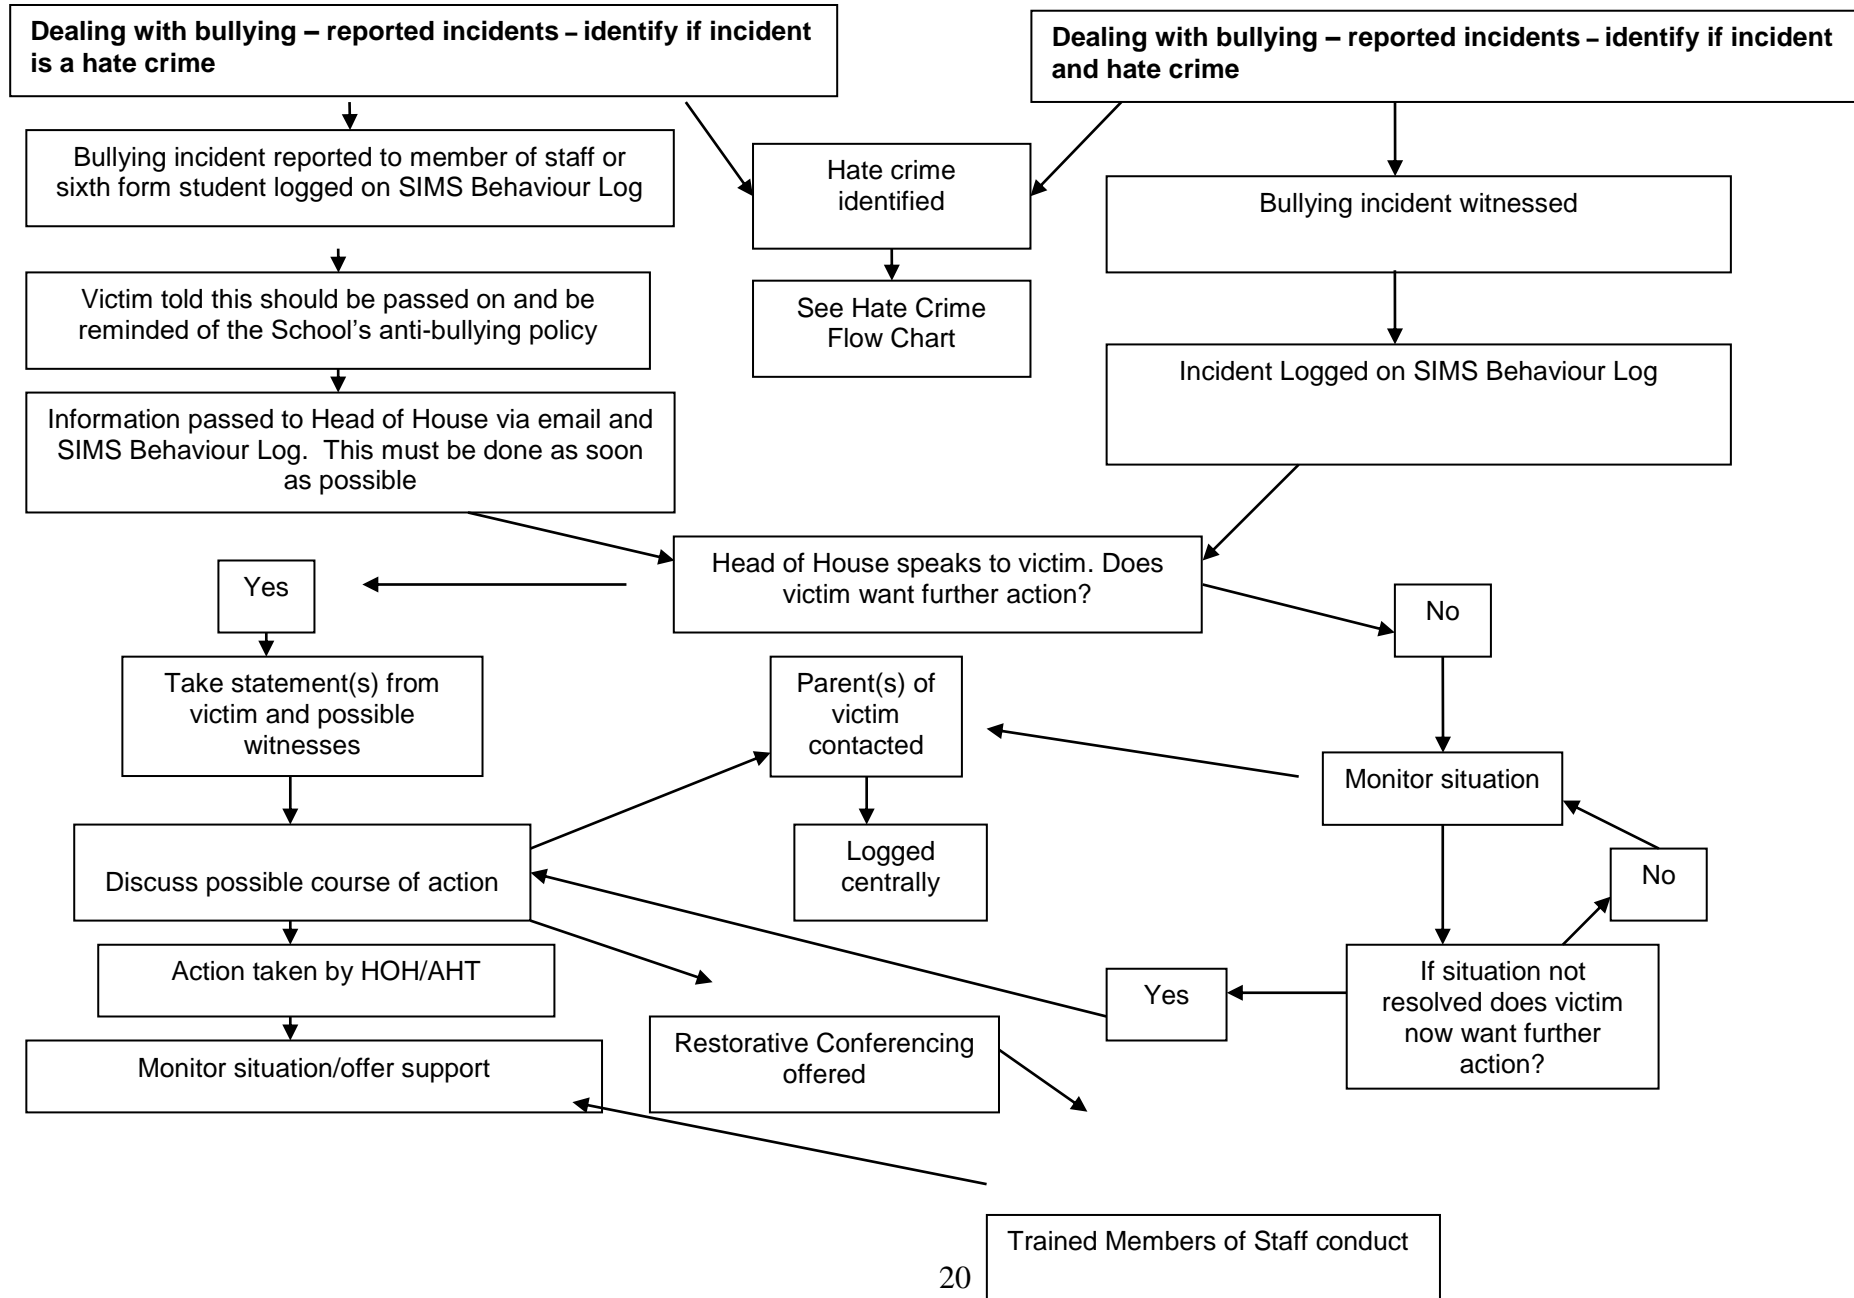 Dealing with bullying – reported incidents – identify if incident
is a hate crime
Dealing with bullying – reported incidents – identify if incident
and hate crime
Bullying incident reported to member of staff or
sixth form student logged on SIMS Behaviour Log
Hate crime
identified
Bullying incident witnessed
Victim told this should be passed on and be
reminded of the School’s anti-bullying policy
See Hate Crime
Flow Chart
Incident Logged on SIMS Behaviour Log
Information passed to Head of House via email and
SIMS Behaviour Log.  This must be done as soon
as possible
Head of House speaks to victim. Does
victim want further action?
Yes
No
Take statement(s) from
victim and possible
witnesses
Parent(s) of
victim
contacted
Monitor situation
Discuss possible course of action
Logged
centrally
No
Action taken by HOH/AHT
Yes
If situation not
resolved does victim
now want further
action?
Monitor situation/offer support
Restorative Conferencing
offered
Trained Members of Staff conduct
20